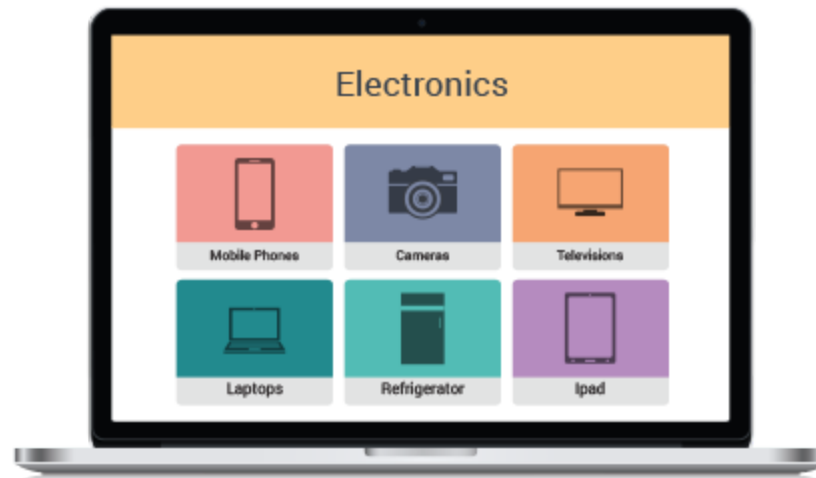 Electronics
Mobile Phones
Cameras
Televisions
Laptops
Refrigerator
Ipad